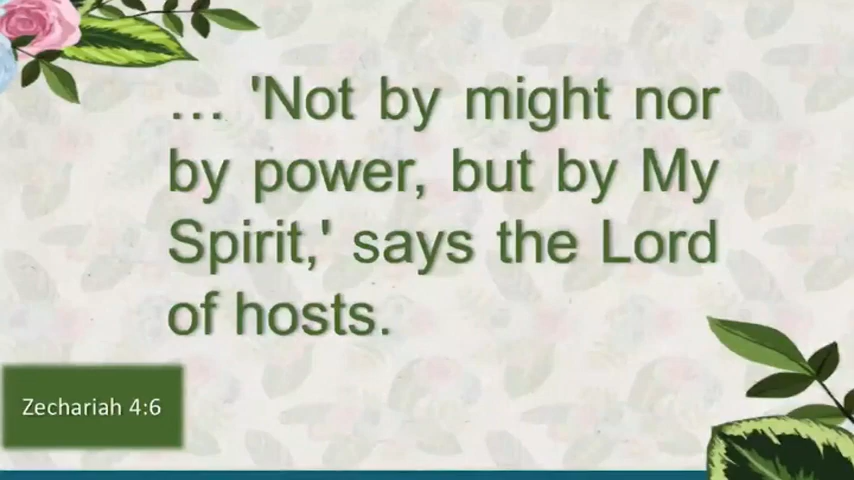 ... 'Not by might nor
by power, but by My
Spirit,' says the Lord
of hosts.
Zechariah 4:6